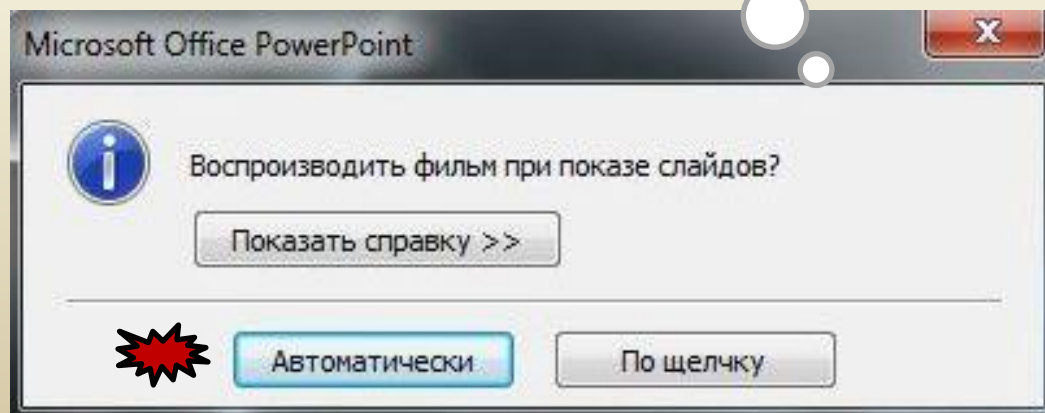 Microsoft Office PowerPoint
Воспроизводить фильм при показе слайдов?
Показать справку >>
Автоматически
По щелчку